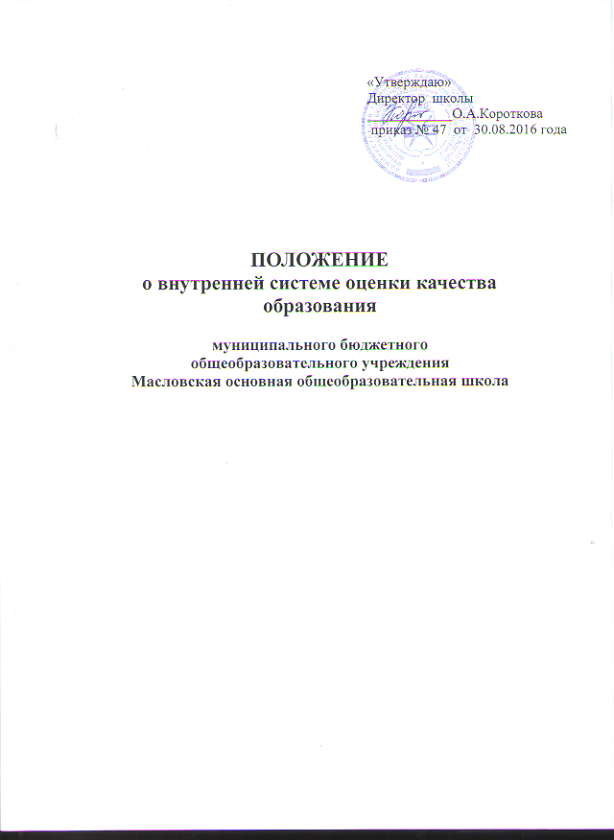 «Утверждаю»
Директор школы
О.А.Короткова
приказ № 47 от 30.08.2016 года
ПОЛОЖЕНИЕ
о внутренней системе оценки качества
образования
муниципального бюджетного
общеобразовательного учреждения
Масловская основная общеобразовательная школа